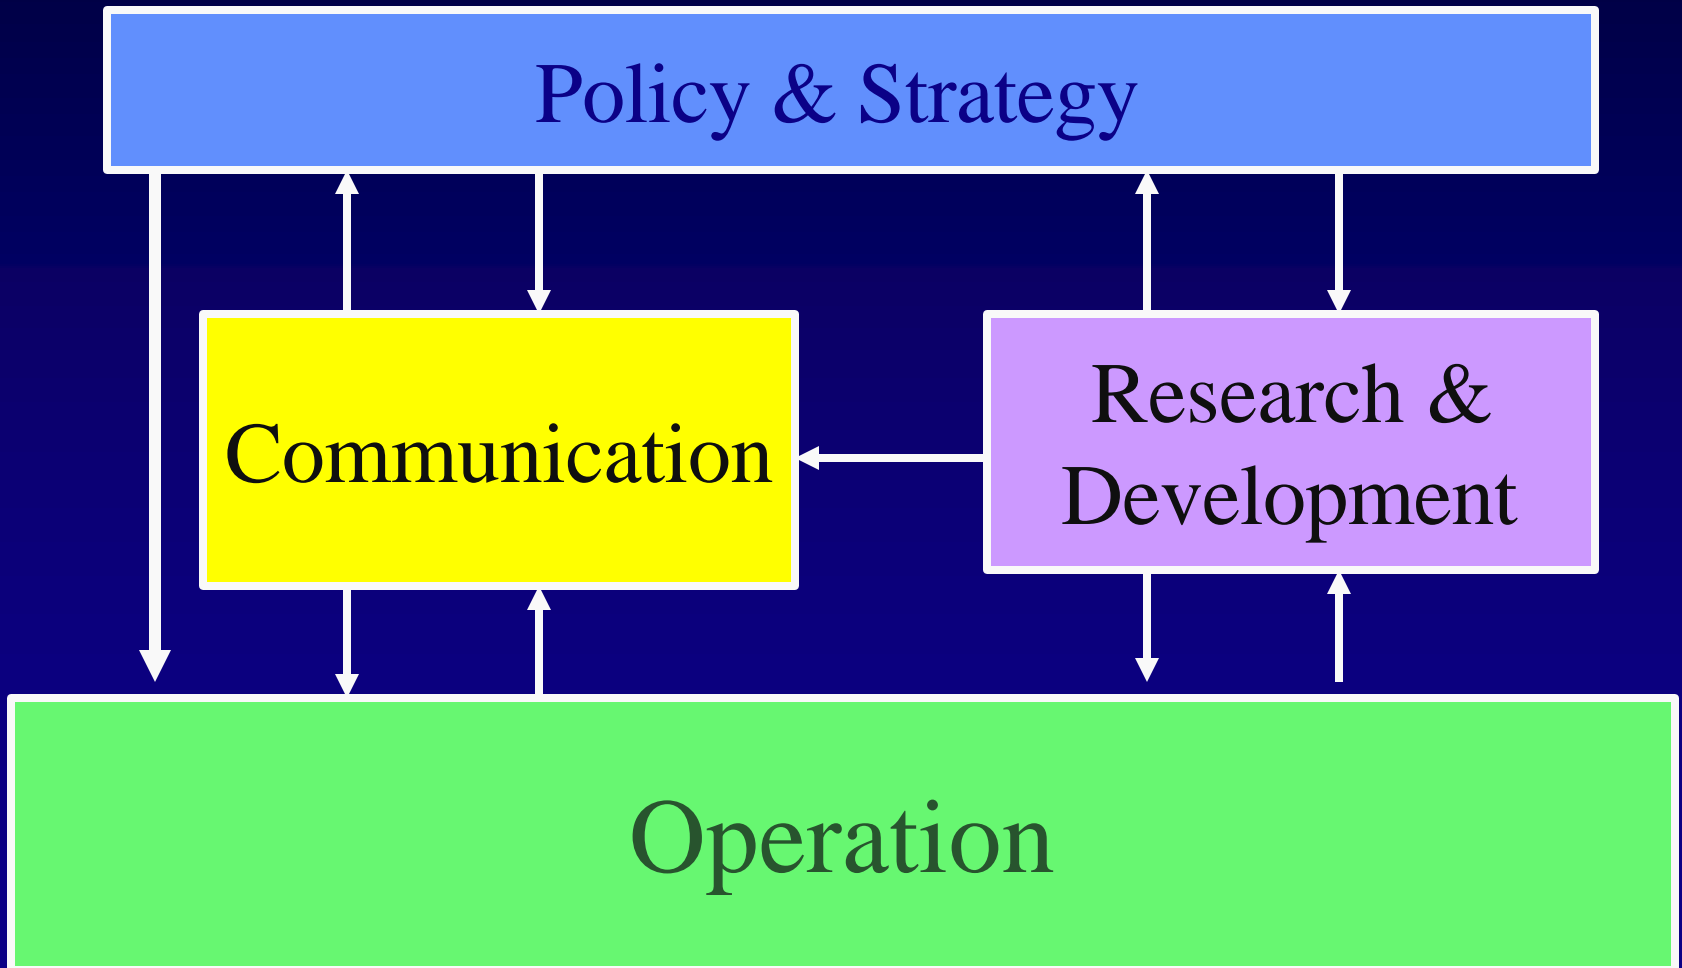 Policy & Strategy
Communication
Research &
Development
Operation